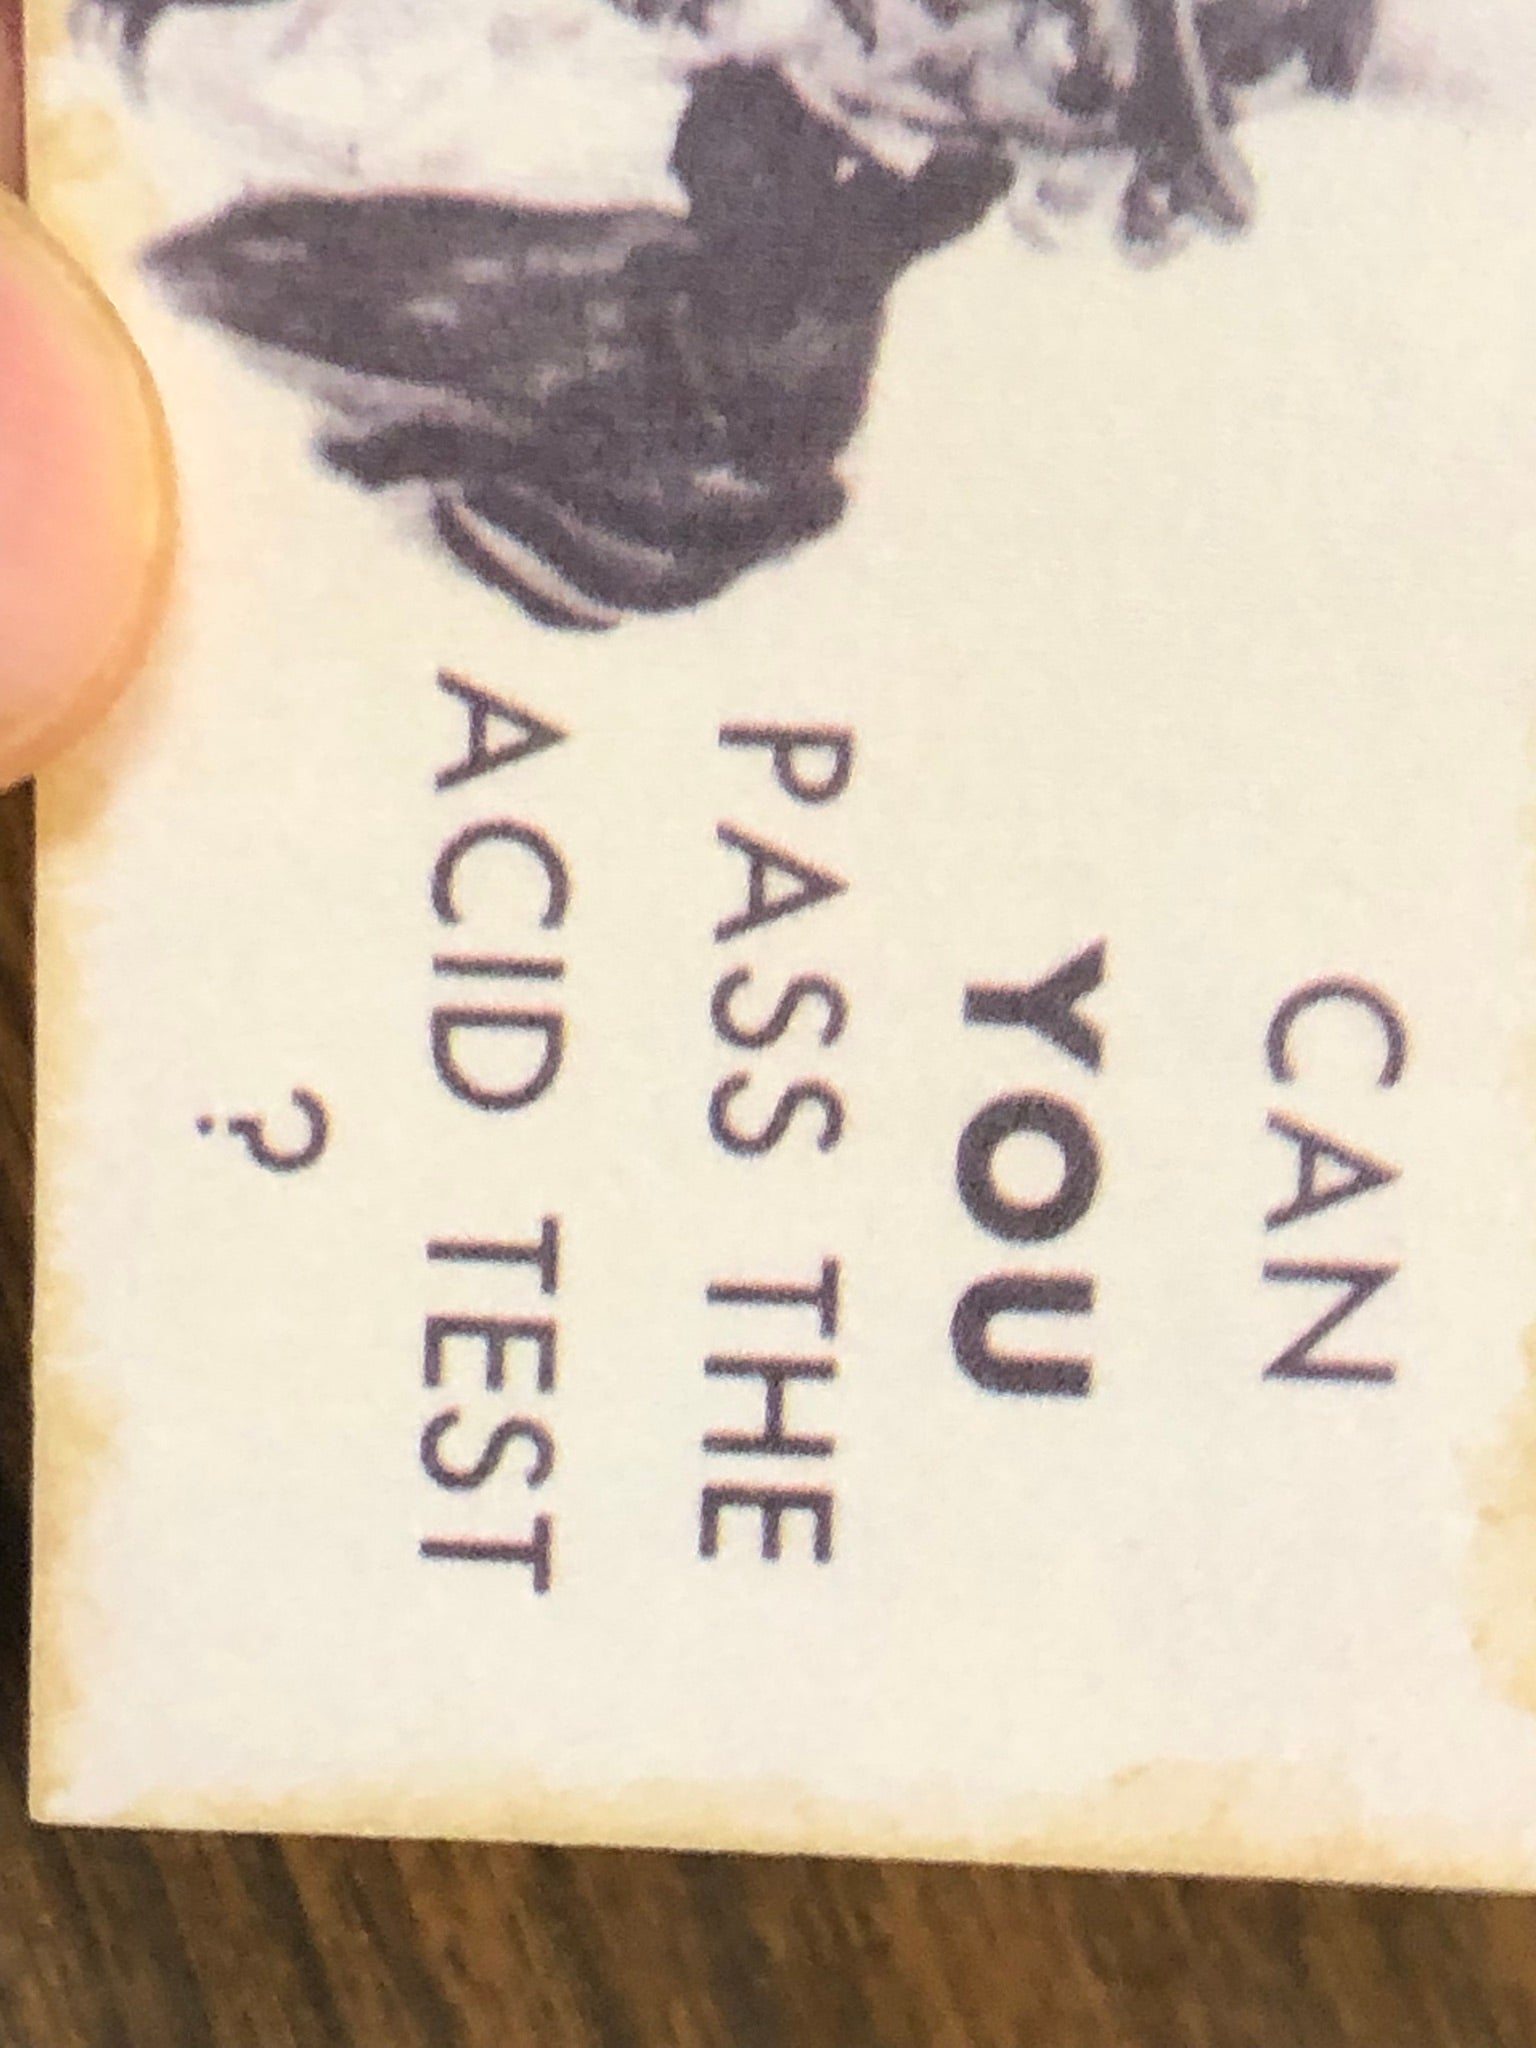 CAN
YOU
PASS THE
ACID TEST
?